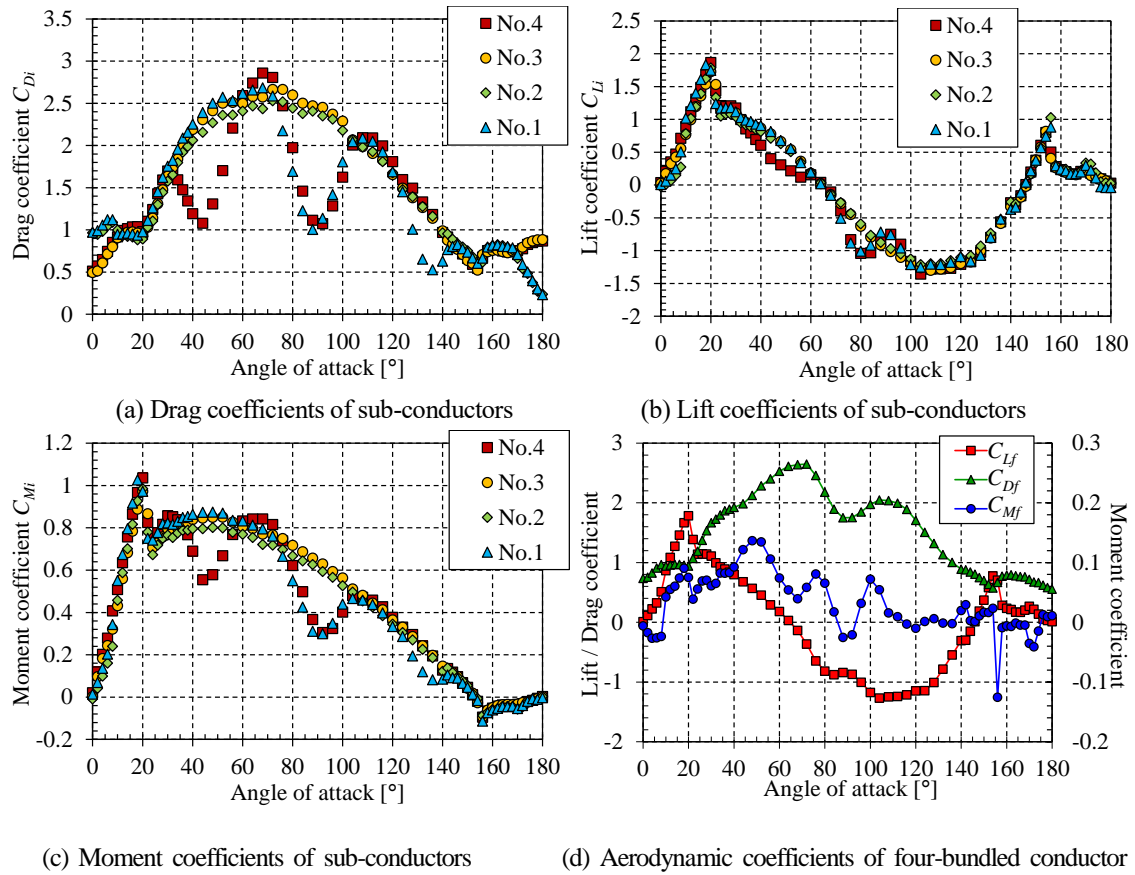 Drag coefficient C_Di
3.5
3
2.5
2
1.5
1
0.5
0
0 20 40 60 80 100 120 140 160 180
Angle of attack [°]
No.4
No.3
No.2
No.1
(a) Drag coefficients of sub-conductors
Lift coefficient C_Li
2.5
2
1.5
1
0.5
0
-0.5
-1
-1.5
-2
0 20 40 60 80 100 120 140 160 180
Angle of attack [°]
No.4
No.3
No.2
No.1
(b) Lift coefficients of sub-conductors
Moment coefficient C_Mi
1.2
1
0.8
0.6
0.4
0.2
0
-0.2
0 20 40 60 80 100 120 140 160 180
Angle of attack [°]
No.4
No.3
No.2
No.1
(c) Moment coefficients of sub-conductors
Lift / Drag coefficient
3
2
1
0
-1
-2
0 20 40 60 80 100 120 140 160 180
Angle of attack [°]
C_Lf
C_Df
C_Mf
0.3
0.2
0.1
0
-0.1
-0.2
Moment coefficient
(d) Aerodynamic coefficients of four-bundled conductor